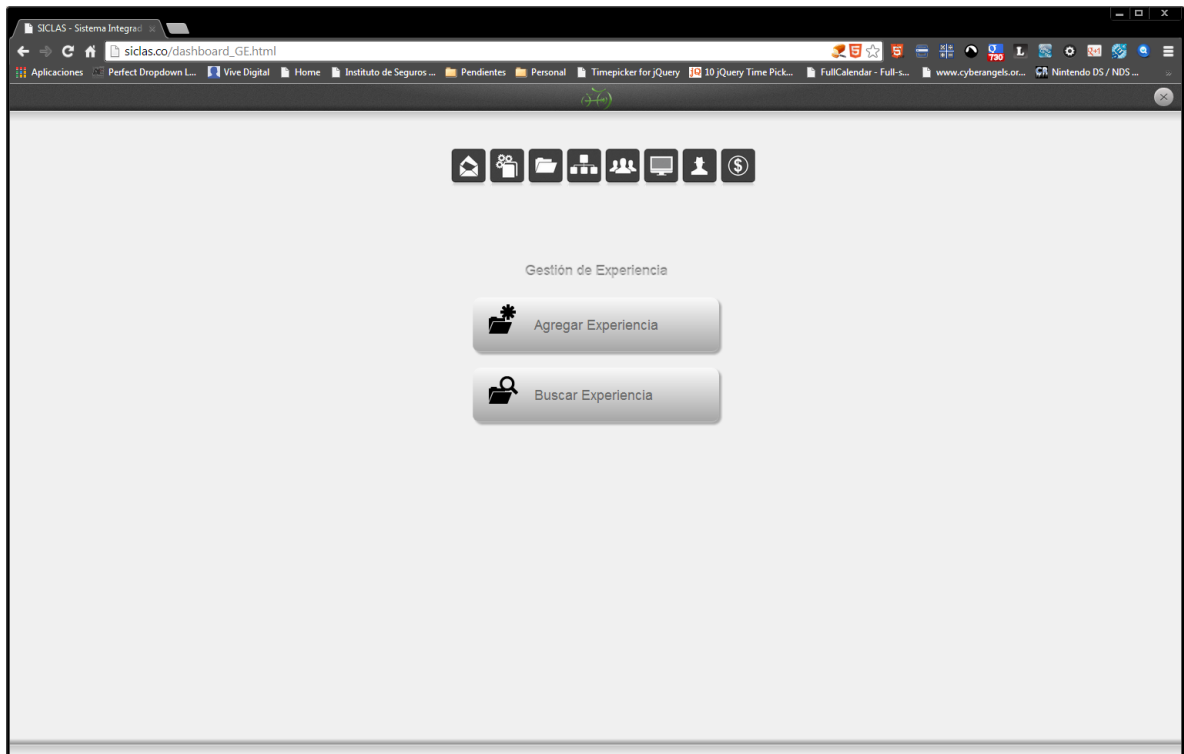 SICLAS - Sistema Integrad
siclas.co/dashboard_GE.html
730
Aplicaciones Perfect Dropdown L... Vive Digital Home Instituto de Seguros ... Pendientes Personal Timepicker for jQuery 10 jQuery Time Pick... FullCalendar - Full-s... www.cyberangels.or... Nintendo DS / NDS ...
Gestión de Experiencia
Agregar Experiencia
Buscar Experiencia